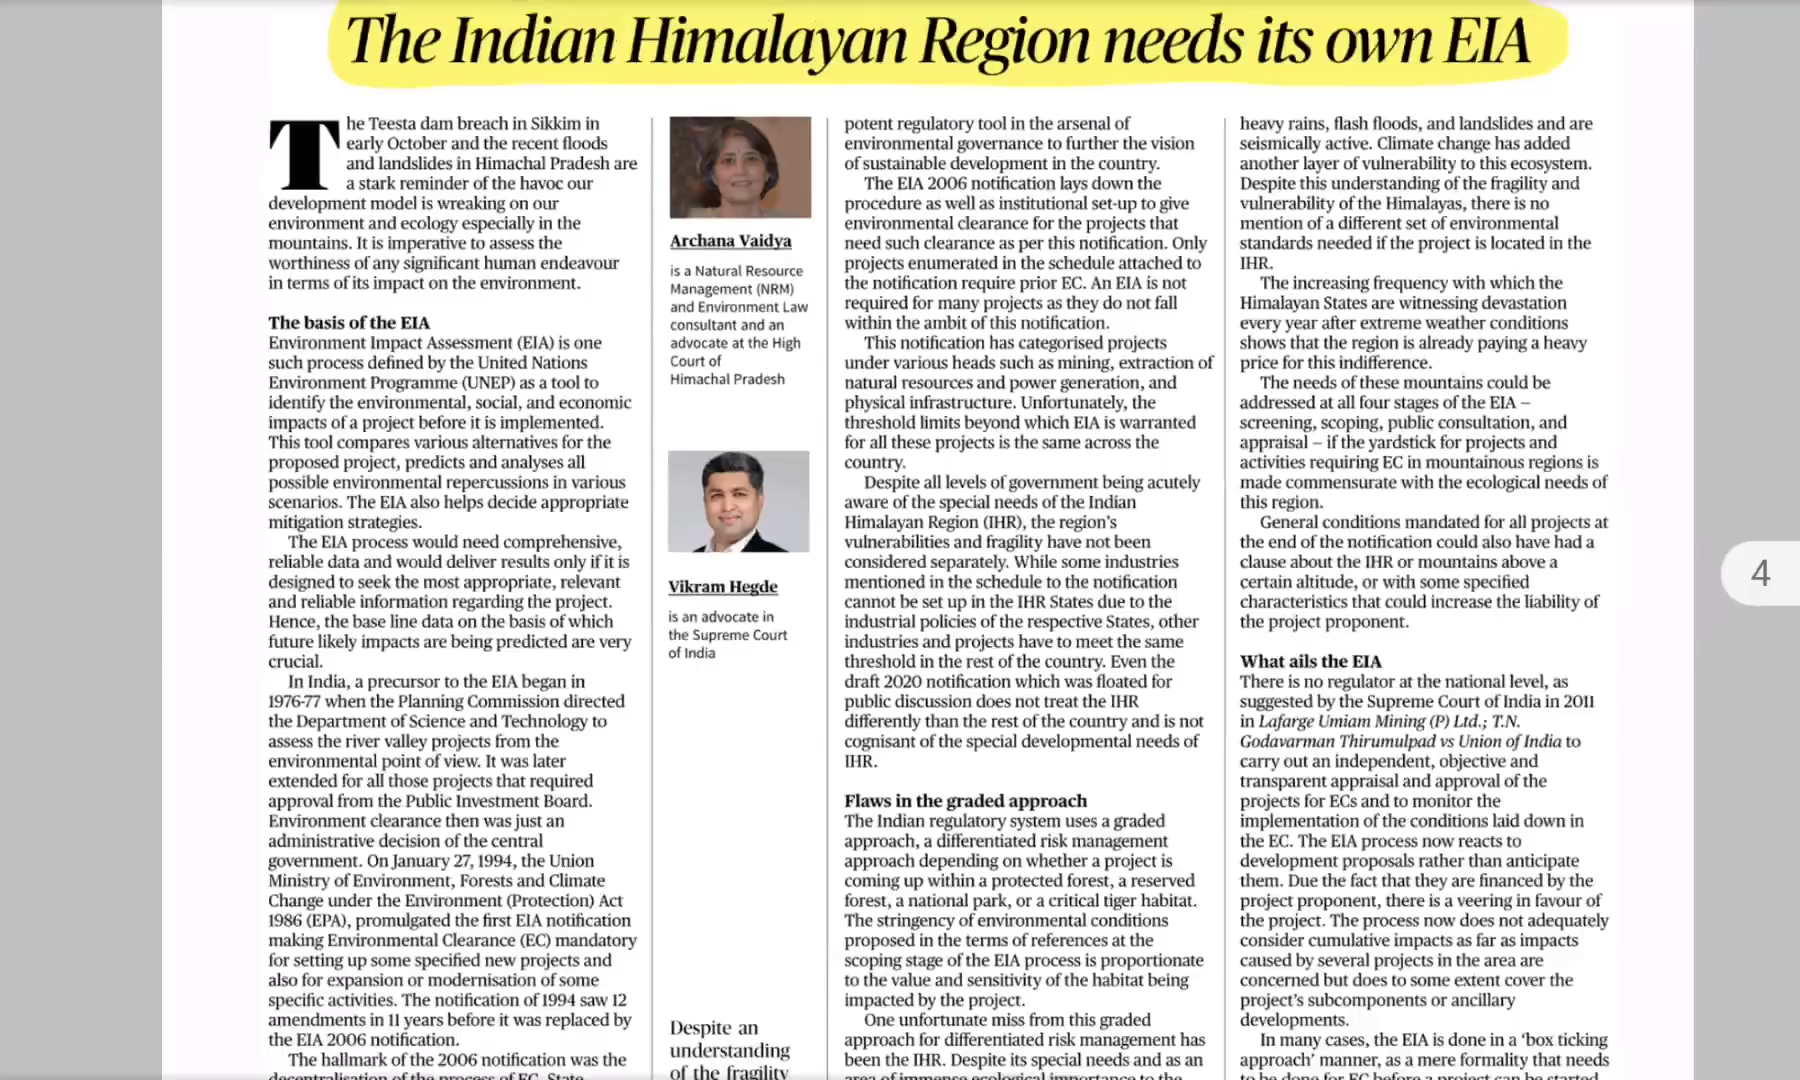 The Indian Himalayan Region needs its own EIA
The Teesta dam breach in Sikkim in
early October and the recent floods
and landslides in Himachal Pradesh are
a stark reminder of the havoc our
development model is wreaking on our
environment and ecology especially in the
mountains. It is imperative to assess the
worthiness of any significant human endeavour
in terms of its impact on the environment.
The basis of the EIA
Environment Impact Assessment (EIA) is one
such process defined by the United Nations
Environment Programme (UNEP) as a tool to
identify the environmental, social, and economic
impacts of a project before it is implemented.
This tool compares various alternatives for the
proposed project, predicts and analyses all
possible environmental repercussions in various
scenarios. The EIA also helps decide appropriate
mitigation strategies.
The EIA process would need comprehensive,
reliable data and would deliver results only if it is
designed to seek the most appropriate, relevant
and reliable information regarding the project.
Hence, the base line data on the basis of which
future likely impacts are being predicted are very
crucial.
In India, a precursor to the EIA began in
1976-77 when the Planning Commission directed
the Department of Science and Technology to
assess the river valley projects from the
environmental point of view. It was later
extended for all those projects that required
approval from the Public Investment Board.
Environment clearance then was just an
administrative decision of the central
government. On January 27, 1994, the Union
Ministry of Environment, Forests and Climate
Change under the Environment (Protection) Act
1986 (EPA), promulgated the first EIA notification
making Environmental Clearance (EC) mandatory
for setting up some specified new projects and
also for expansion or modernisation of some
specific activities. The notification of 1994 saw 12
amendments in 11 years before it was replaced by
the EIA 2006 notification.
The hallmark of the 2006 notification was the
decentralisation of the process of EC. State
Archana Vaidya
is a Natural Resource
Management (NRM)
and Environment Law
consultant and an
advocate at the High
Court of
Himachal Pradesh
Vikram Hegde
is an advocate in
the Supreme Court
of India
Despite an
understanding
of the fragility
potent regulatory tool in the arsenal of
environmental governance to further the vision
of sustainable development in the country.
The EIA 2006 notification lays down the
procedure as well as institutional set-up to give
environmental clearance for the projects that
need such clearance as per this notification. Only
projects enumerated in the schedule attached to
the notification require prior EC. An EIA is not
required for many projects as they do not fall
within the ambit of this notification.
This notification has categorised projects
under various heads such as mining, extraction of
natural resources and power generation, and
physical infrastructure. Unfortunately, the
threshold limits beyond which EIA is warranted
for all these projects is the same across the
country.
Despite all levels of government being acutely
aware of the special needs of the Indian
Himalayan Region (IHR), the region's
vulnerabilities and fragility have not been
considered separately. While some industries
mentioned in the schedule to the notification
cannot be set up in the IHR States due to the
industrial policies of the respective States, other
industries and projects have to meet the same
threshold in the rest of the country. Even the
draft 2020 notification which was floated for
public discussion does not treat the IHR
differently than the rest of the country and is not
cognisant of the special developmental needs of
IHR.
Flaws in the graded approach
The Indian regulatory system uses a graded
approach, a differentiated risk management
approach depending on whether a project is
coming up within a protected forest, a reserved
forest, a national park, or a critical tiger habitat.
The stringency of environmental conditions
proposed in the terms of references at the
scoping stage of the EIA process is proportionate
to the value and sensitivity of the habitat being
impacted by the project.
One unfortunate miss from this graded
approach for differentiated risk management has
been the IHR. Despite its special needs and as an
area of immense ecological importance to the
heavy rains, flash floods, and landslides and are
seismically active. Climate change has added
another layer of vulnerability to this ecosystem.
Despite this understanding of the fragility and
vulnerability of the Himalayas, there is no
mention of a different set of environmental
standards needed if the project is located in the
IHR.
The increasing frequency with which the
Himalayan States are witnessing devastation
every year after extreme weather conditions
shows that the region is already paying a heavy
price for this indifference.
The needs of these mountains could be
addressed at all four stages of the EIA –
screening, scoping, public consultation, and
appraisal – if the yardstick for projects and
activities requiring EC in mountainous regions is
made commensurate with the ecological needs of
this region.
General conditions mandated for all projects at
the end of the notification could also have had a
clause about the IHR or mountains above a
certain altitude, or with some specified
characteristics that could increase the liability of
the project proponent.
What ails the EIA
There is no regulator at the national level, as
suggested by the Supreme Court of India in 2011
in Lafarge Umiam Mining (P) Ltd.; T.N.
Godavarman Thirumulpad vs Union of India to
carry out an independent, objective and
transparent appraisal and approval of the
projects for ECs and to monitor the
implementation of the conditions laid down in
the EC. The EIA process now reacts to
development proposals rather than anticipate
them. Due the fact that they are financed by the
project proponent, there is a veering in favour of
the project. The process now does not adequately
consider cumulative impacts as far as impacts
caused by several projects in the area are
concerned but does to some extent cover the
project's subcomponents or ancillary
developments.
In many cases, the EIA is done in a 'box ticking
approach' manner, as a mere formality that needs
to be done for EC before a project can be started.
4